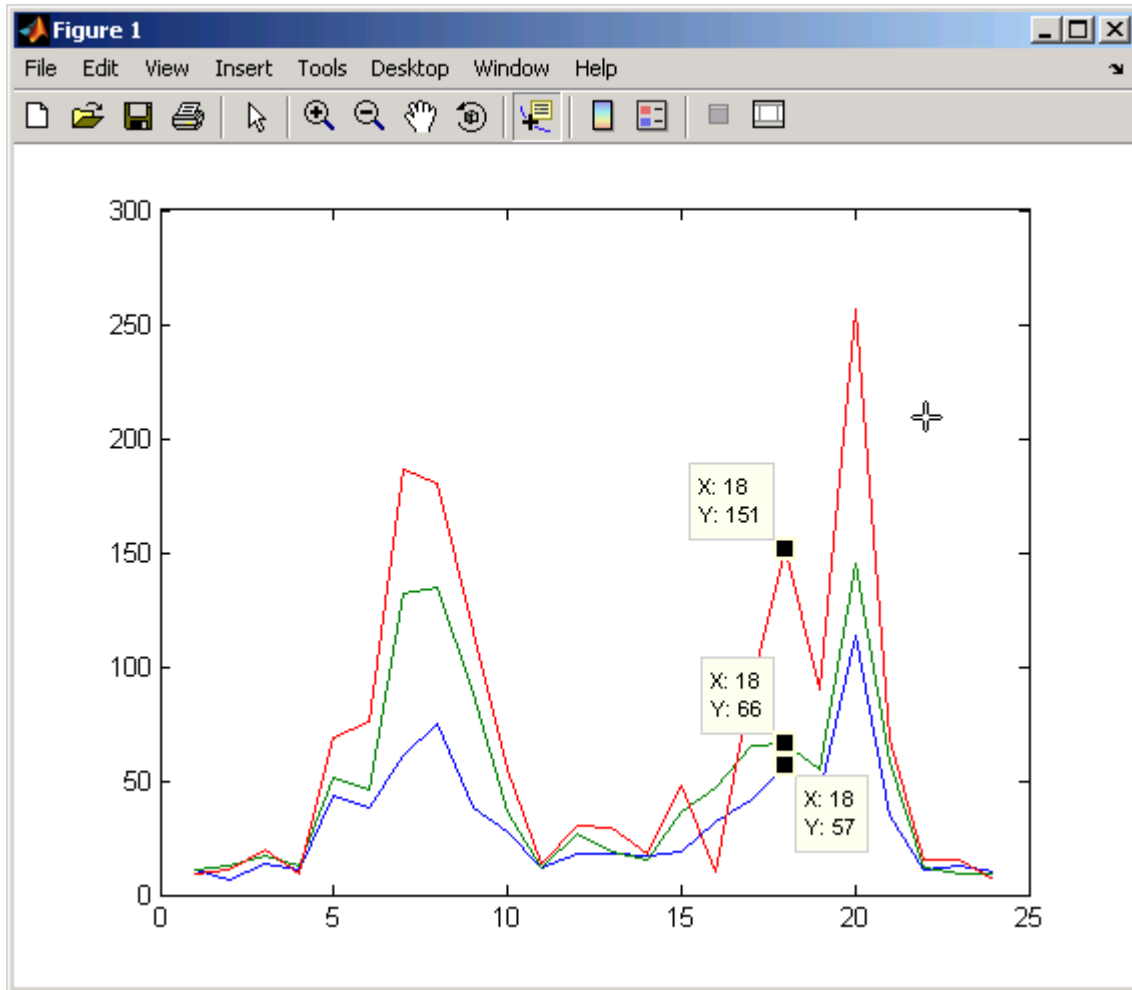 Figure 1
File Edit View Insert Tools Desktop Window Help
300
250
200
150
100
50
0
X: 18
Y: 151
X: 18
Y: 66
X: 18
Y: 57
0 5 10 15 20 25